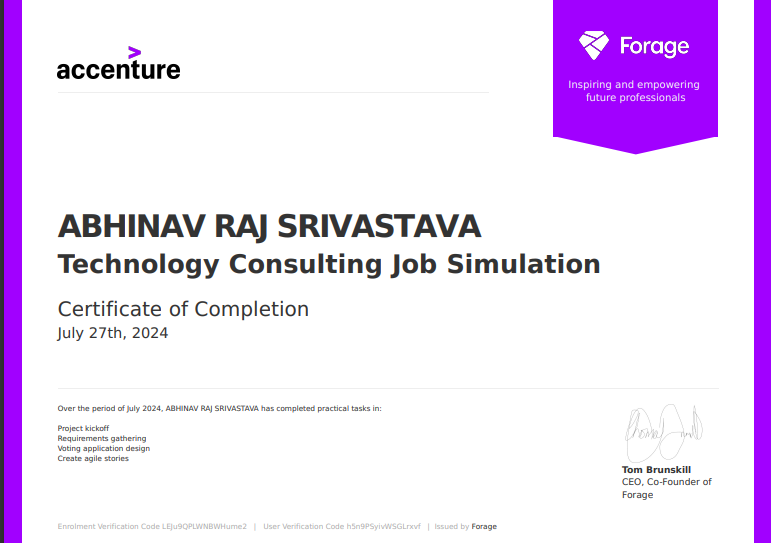 accenture
Forage
Inspiring and empowering
future professionals
ABHINAV RAJ SRIVASTAVA
Technology Consulting Job Simulation
Certificate of Completion
July 27th, 2024
Over the period of July 2024, ABHINAV RAJ SRIVASTAVA has completed practical tasks in:
Project kickoff
Requirements gathering
Voting application design
Create agile stories
Tom Brunskill
CEO, Co-Founder of
Forage
Enrolment Verification Code LEJu9QPLWNBWHume2 | User Verification Code h5n9PSyivWSGLrxvf | Issued by Forage